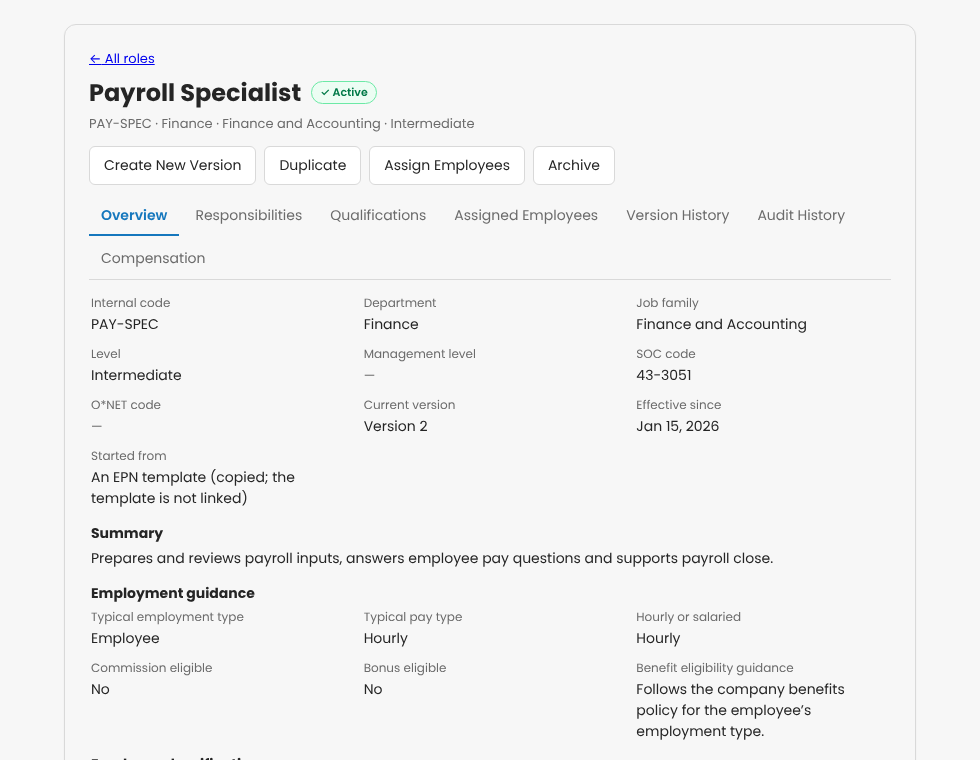 ← All roles
Payroll Specialist ✓ Active
PAY-SPEC · Finance · Finance and Accounting · Intermediate
Create New Version Duplicate Assign Employees Archive
Overview Responsibilities Qualifications Assigned Employees Version History Audit History
Compensation
Internal code Department Job family
PAY-SPEC Finance Finance and Accounting
Level Management level SOC code
Intermediate — 43-3051
O*NET code Current version Effective since
— Version 2 Jan 15, 2026
Started from
An EPN template (copied; the
template is not linked)
Summary
Prepares and reviews payroll inputs, answers employee pay questions and supports payroll close.
Employment guidance
Typical employment type Typical pay type Hourly or salaried
Employee Hourly Hourly
Commission eligible Bonus eligible Benefit eligibility guidance
No No Follows the company benefits
policy for the employee’s
employment type.